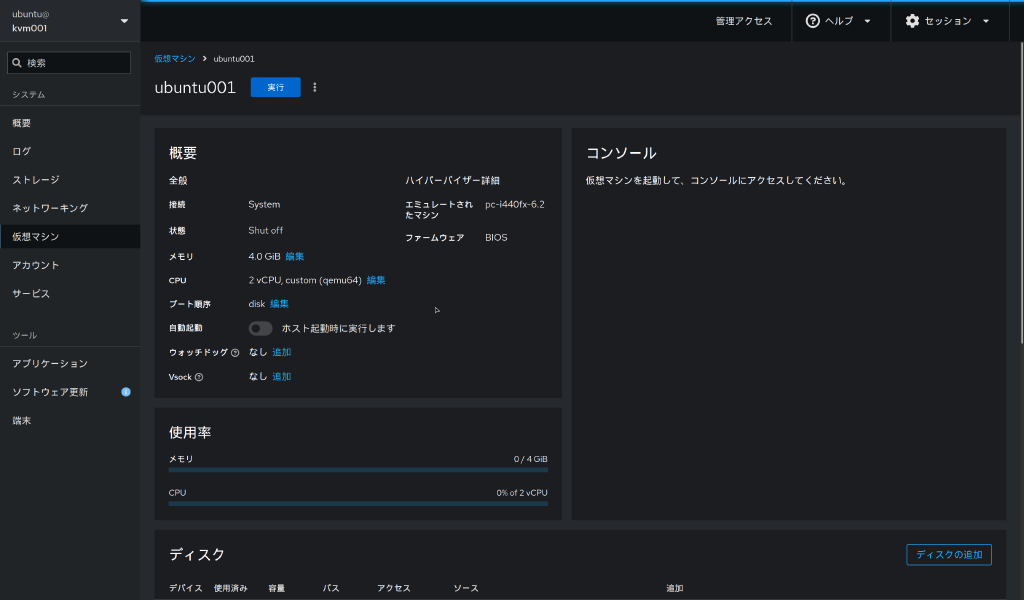 ubuntu@
kvm001
管理アクセス
ヘルプ
セッション
検索
システム
概要
ログ
ストレージ
ネットワーキング
仮想マシン
アカウント
サービス
ツール
アプリケーション
ソフトウェア更新
端末
仮想マシン > ubuntu001
ubuntu001
実行
概要
全般
接続 System
状態 Shut off
メモリ 4.0 GiB 編集
CPU 2 vCPU, custom (qemu64) 編集
ブート順序 disk 編集
自動起動 ホスト起動時に実行します
ウォッチドッグ なし 追加
Vsock なし 追加
ハイパーバイザー詳細
エミュレートされ pc-i440fx-6.2
たマシン
ファームウェア BIOS
使用率
メモリ 0 / 4 GiB
CPU 0% of 2 vCPU
コンソール
仮想マシンを起動して、コンソールにアクセスしてください。
ディスク
ディスクの追加
デバイス 使用済み 容量 バス アクセス ソース 追加